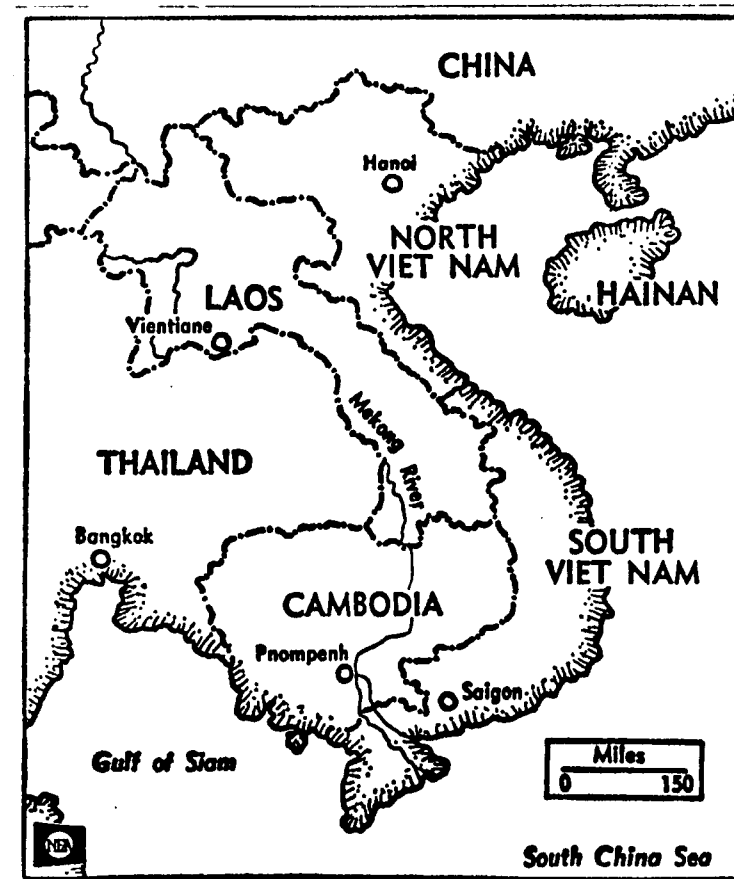 CHINA
Hanoi
NORTH
VIET NAM
HAINAN
LAOS
Vientiane
Mekong
River
THAILAND
Bangkok
SOUTH
VIET NAM
CAMBODIA
Pnompenh
Saigon
Gulf of Siam
Miles
0 150
NEA
South China Sea